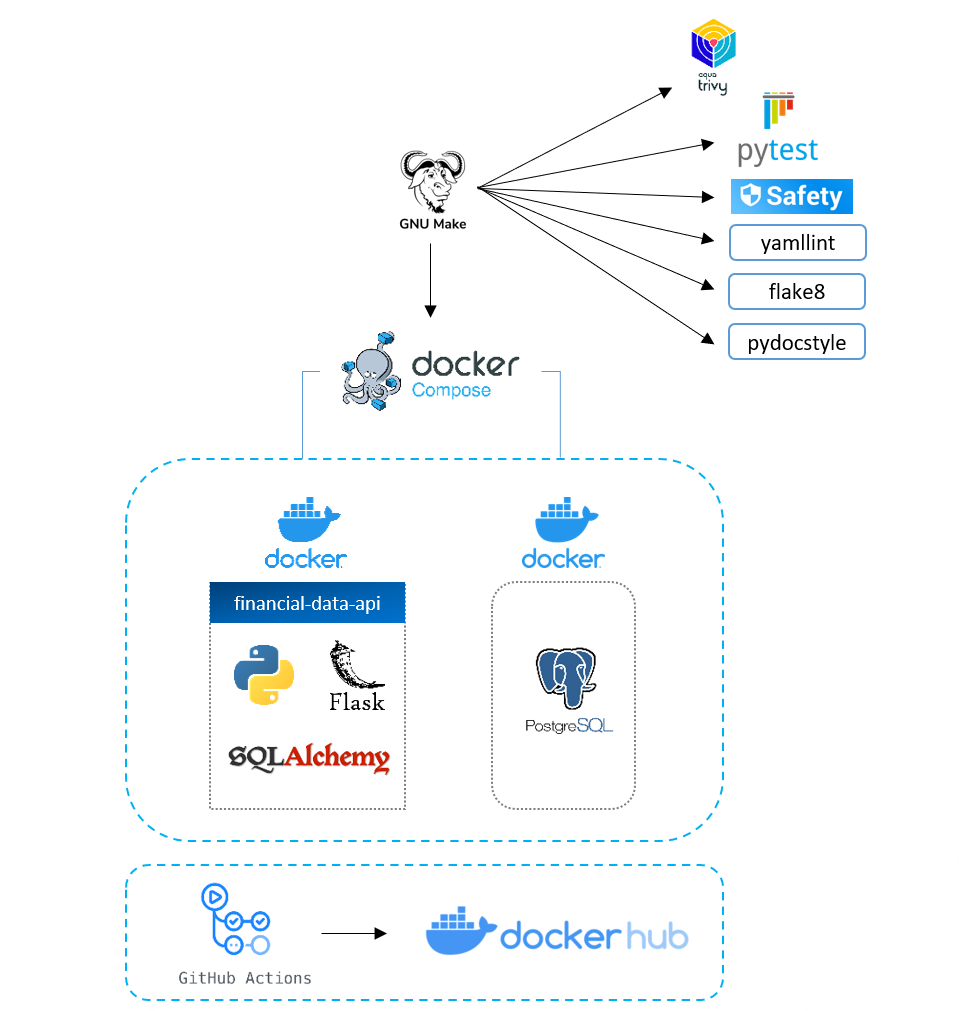 aqua
trivy
pytest
GNU Make
Safety
yamllint
flake8
pydocstyle
docker
Compose
docker
docker
financial-data-api
Flask
SQLAlchemy
PostgreSQL
GitHub Actions
docker hub